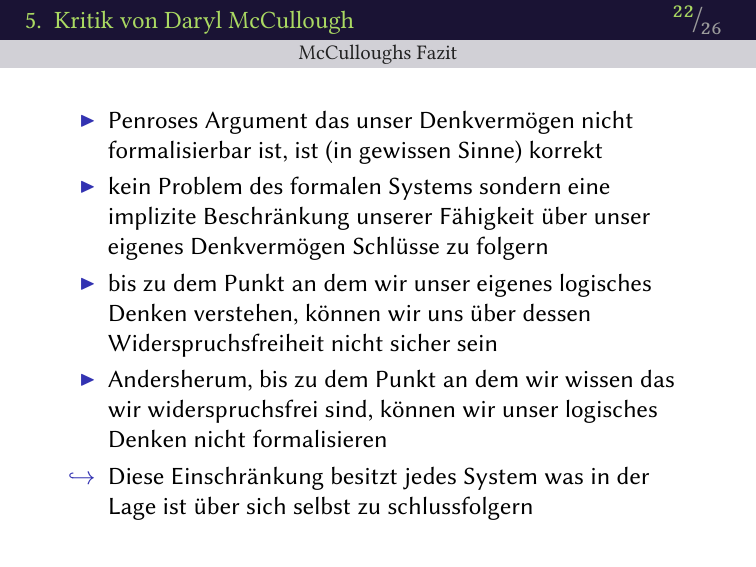 5. Kritik von Daryl McCullough
22/26
McCulloughs Fazit
▶ Penroses Argument das unser Denkvermögen nicht
formalisierbar ist, ist (in gewissen Sinne) korrekt
▶ kein Problem des formalen Systems sondern eine
implizite Beschränkung unserer Fähigkeit über unser
eigenes Denkvermögen Schlüsse zu folgern
▶ bis zu dem Punkt an dem wir unser eigenes logisches
Denken verstehen, können wir uns über dessen
Widerspruchsfreiheit nicht sicher sein
▶ Andersherum, bis zu dem Punkt an dem wir wissen das
wir widerspruchsfrei sind, können wir unser logisches
Denken nicht formalisieren
↪ Diese Einschränkung besitzt jedes System was in der
Lage ist über sich selbst zu schlussfolgern